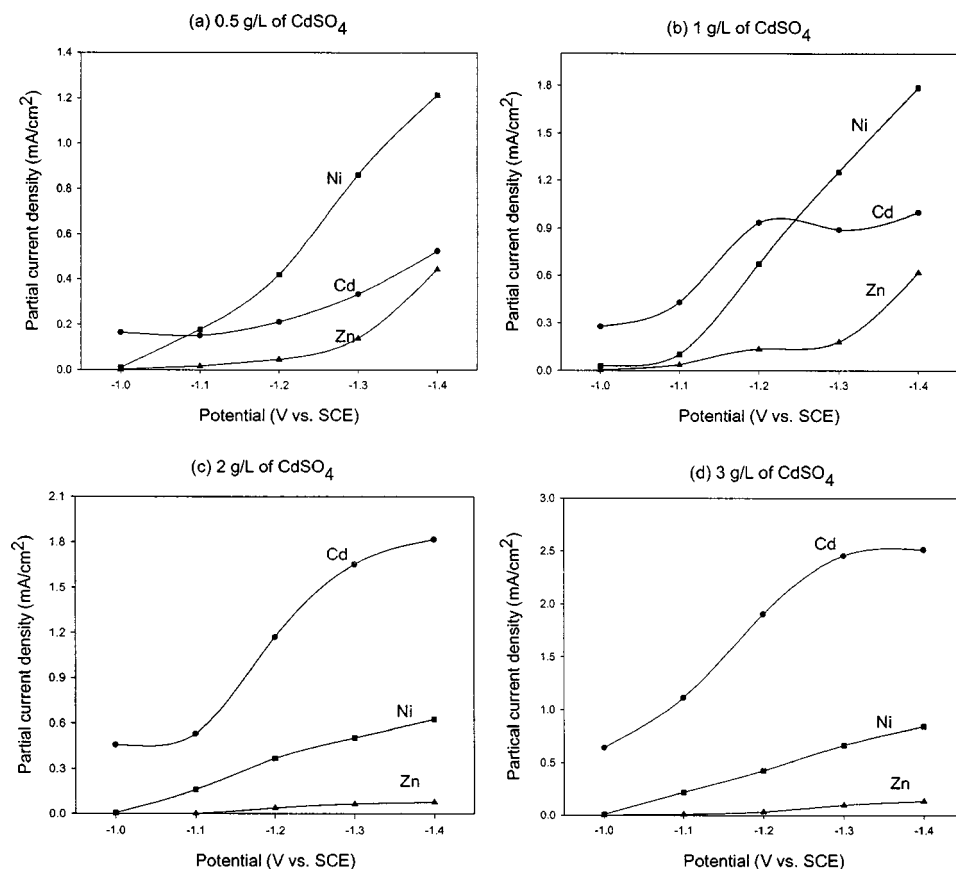 (a) 0.5 g/L of CdSO4
Partial current density (mA/cm2)
1.4
1.2
1.0
0.8
0.6
0.4
0.2
0.0
Ni
Cd
Zn
-1.0 -1.1 -1.2 -1.3 -1.4
Potential (V vs. SCE)
(b) 1 g/L of CdSO4
Partial current density (mA/cm2)
1.8
1.5
1.2
0.9
0.6
0.3
0.0
Ni
Cd
Zn
-1.0 -1.1 -1.2 -1.3 -1.4
Potential (V vs. SCE)
(c) 2 g/L of CdSO4
Partial current density (mA/cm2)
2.1
1.8
1.5
1.2
0.9
0.6
0.3
0.0
Cd
Ni
Zn
-1.0 -1.1 -1.2 -1.3 -1.4
Potential (V vs. SCE)
(d) 3 g/L of CdSO4
Partical current density (mA/cm2)
3.0
2.5
2.0
1.5
1.0
0.5
0.0
Cd
Ni
Zn
-1.0 -1.1 -1.2 -1.3 -1.4
Potential (V vs. SCE)